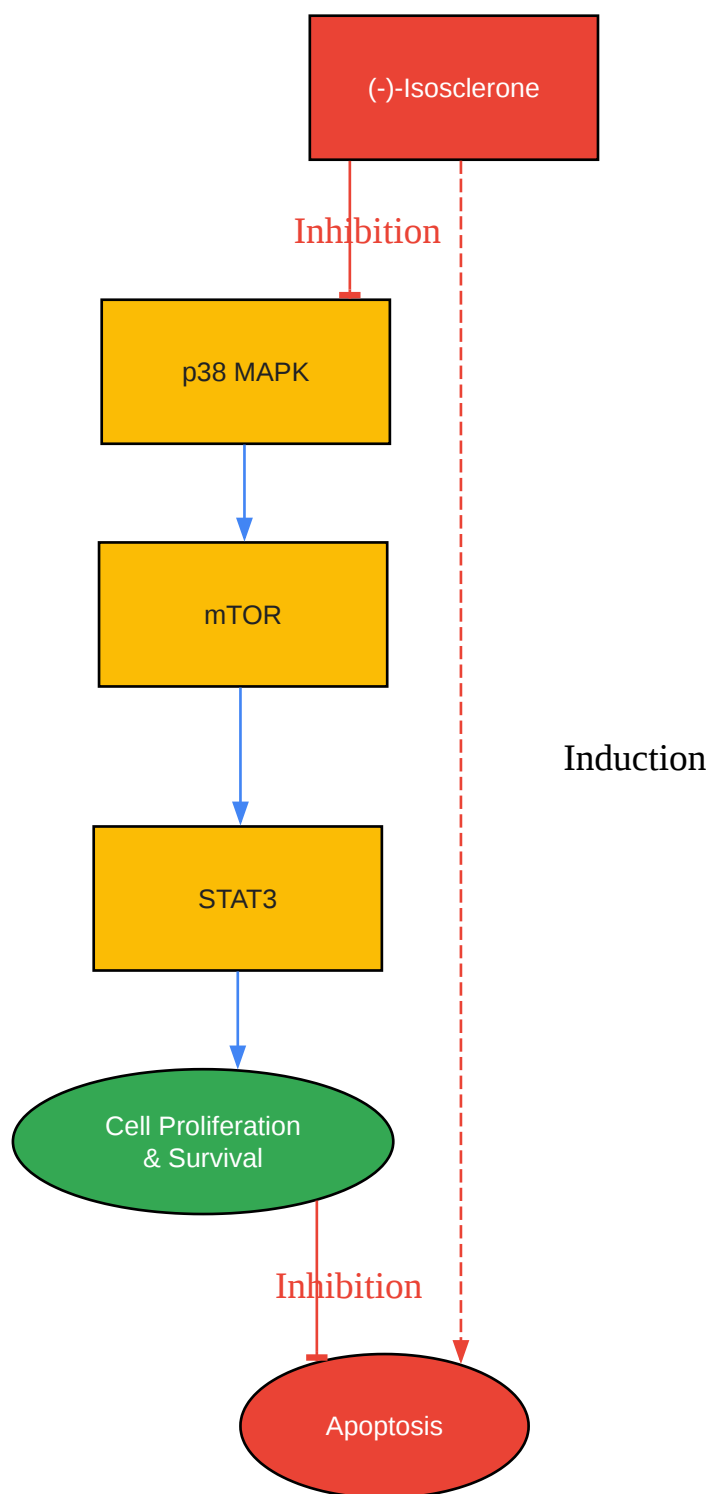 (-)-Isosclerone
Inhibition
p38 MAPK
mTOR
Induction
STAT3
Cell Proliferation
& Survival
Inhibition
Apoptosis